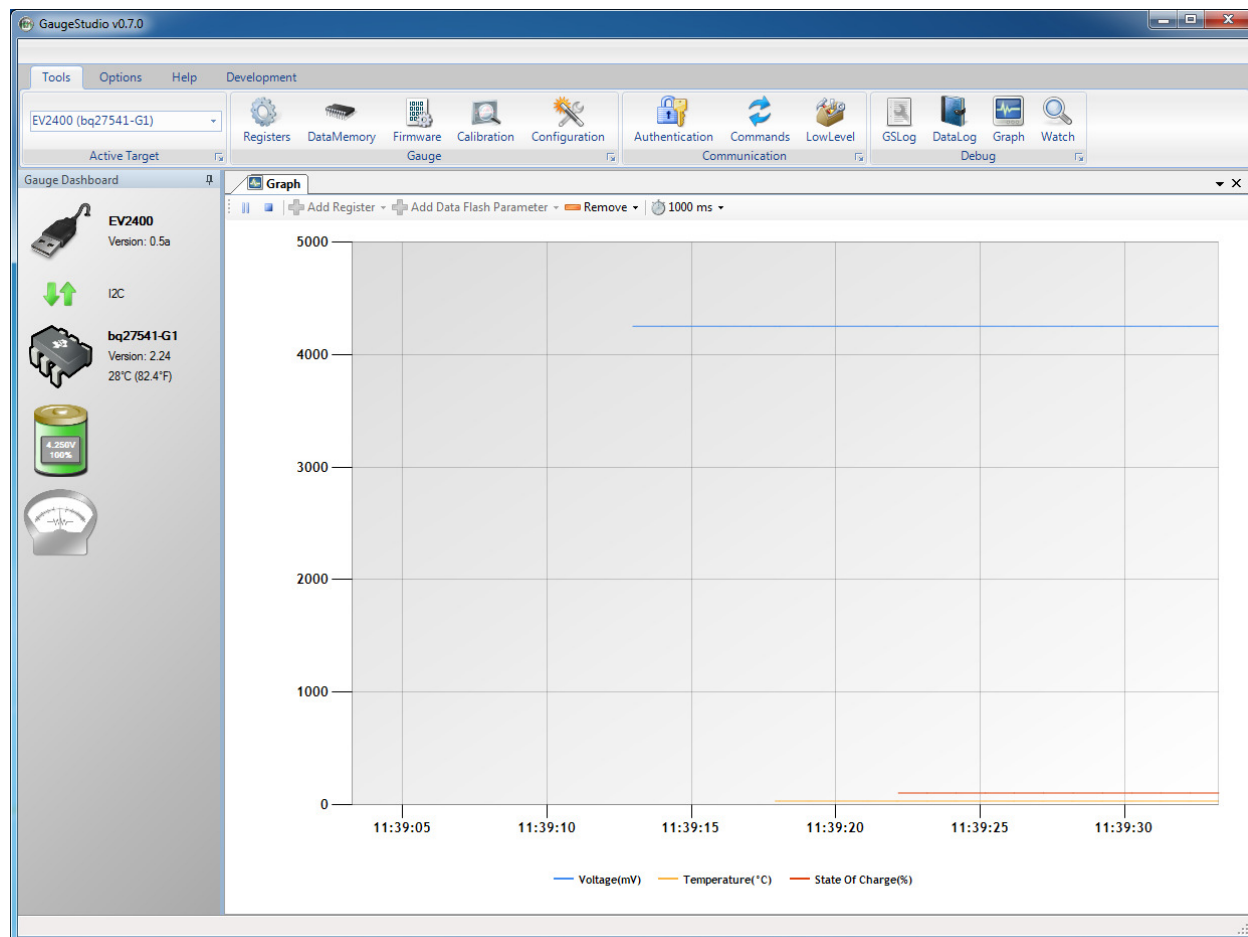 GaugeStudio v0.7.0
Tools Options Help Development
EV2400 (bq27541-G1)
Active Target
Registers DataMemory Firmware Calibration Configuration
Gauge
Authentication Commands LowLevel
Communication
GSLog DataLog Graph Watch
Debug
Gauge Dashboard
EV2400
Version: 0.5a
I2C
bq27541-G1
Version: 2.24
28°C (82.4°F)
4.250V
100%
Graph
Add Register Add Data Flash Parameter Remove 1000 ms
5000
4000
3000
2000
1000
0
11:39:05 11:39:10 11:39:15 11:39:20 11:39:25 11:39:30
Voltage(mV) Temperature(°C) State Of Charge(%)